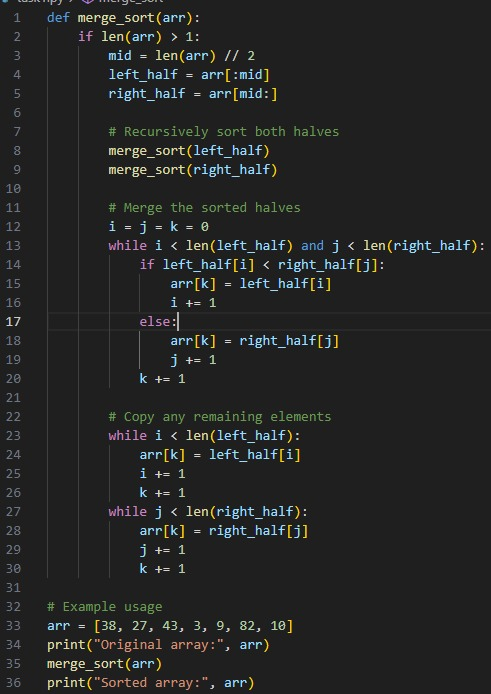 1 def merge_sort(arr):
2     if len(arr) > 1:
3         mid = len(arr) // 2
4         left_half = arr[:mid]
5         right_half = arr[mid:]
6
7         # Recursively sort both halves
8         merge_sort(left_half)
9         merge_sort(right_half)
10
11         # Merge the sorted halves
12         i = j = k = 0
13         while i < len(left_half) and j < len(right_half):
14             if left_half[i] < right_half[j]:
15                 arr[k] = left_half[i]
16                 i += 1
17             else:
18                 arr[k] = right_half[j]
19                 j += 1
20             k += 1
21
22         # Copy any remaining elements
23         while i < len(left_half):
24             arr[k] = left_half[i]
25             i += 1
26             k += 1
27         while j < len(right_half):
28             arr[k] = right_half[j]
29             j += 1
30             k += 1
31
32 # Example usage
33 arr = [38, 27, 43, 3, 9, 82, 10]
34 print("Original array:", arr)
35 merge_sort(arr)
36 print("Sorted array:", arr)